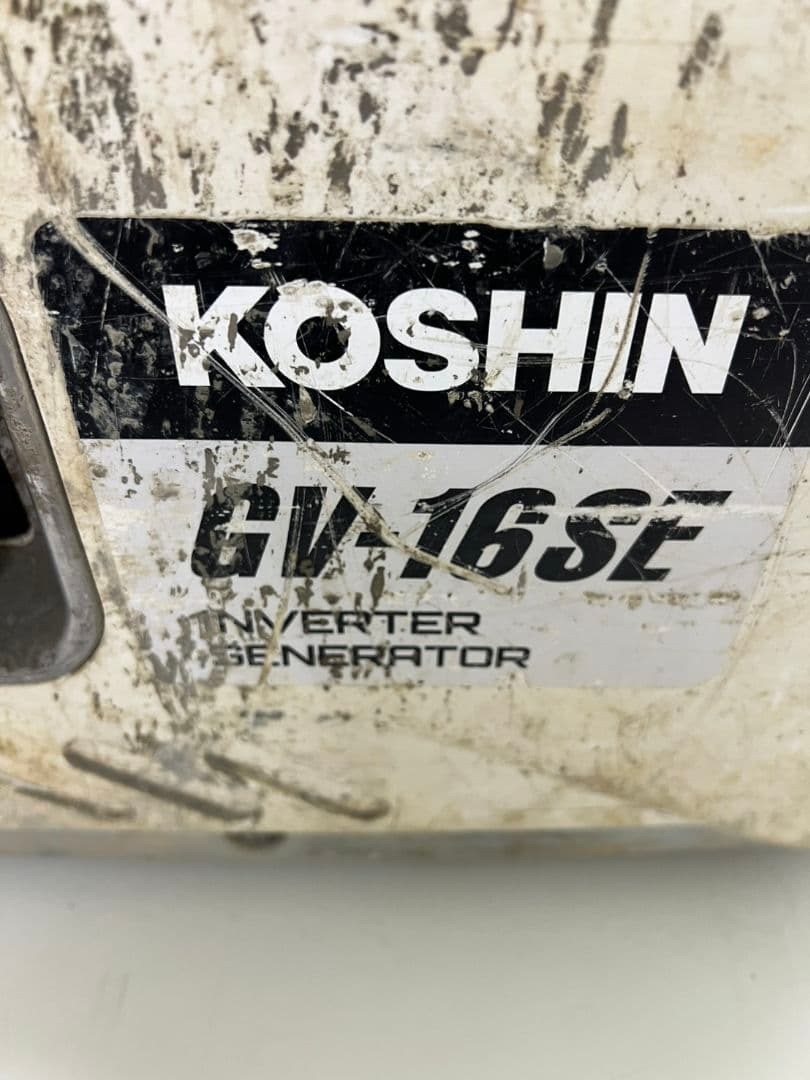 KOSHIN
GV-16SE
INVERTER
GENERATOR